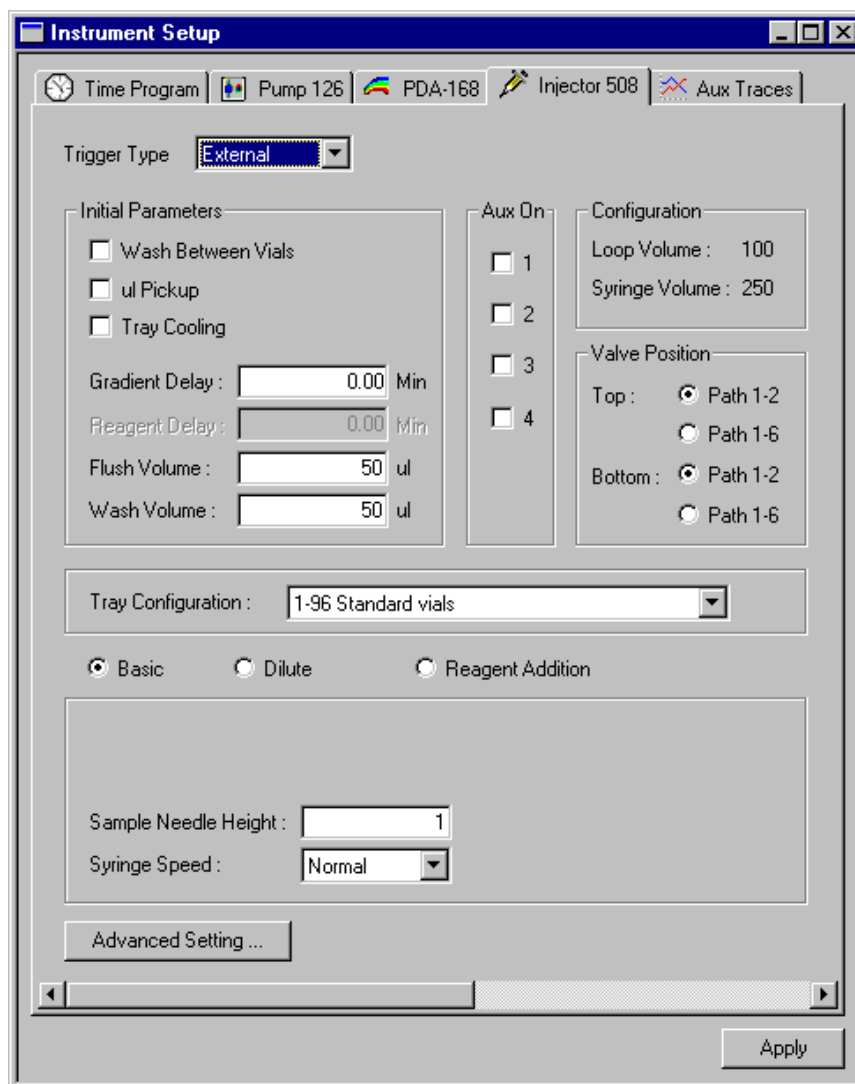 Instrument Setup
Time Program Pump 126 PDA-168 Injector 508 Aux Traces
Trigger Type External
Initial Parameters
Wash Between Vials
ul Pickup
Tray Cooling
Gradient Delay : 0.00 Min
Reagent Delay : 0.00 Min
Flush Volume : 50 ul
Wash Volume : 50 ul
Aux On
1
2
3
4
Configuration
Loop Volume : 100
Syringe Volume : 250
Valve Position
Top : Path 1-2
Path 1-6
Bottom : Path 1-2
Path 1-6
Tray Configuration : 1-96 Standard vials
Basic Dilute Reagent Addition
Sample Needle Height : 1
Syringe Speed : Normal
Advanced Setting ...
Apply